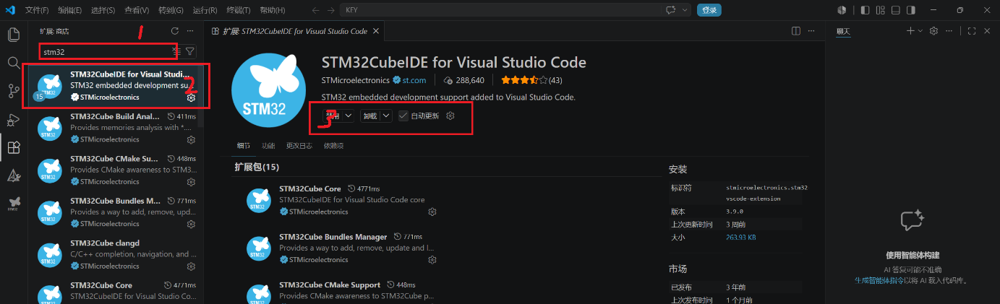 文件(F) 编辑(E) 选择(S) 查看(V) 转到(G) 运行(R) 终端(T) 帮助(H)
KFY
登录
扩展: 商店
1
stm32
STM32CubeIDE for Visual Studi...
STM32 embedded development su...
STMicroelectronics
15
2
STM32Cube Build Anal... 411ms
Provides memories analysis with *....
STMicroelectronics
STM32Cube CMake Su... 448ms
Provides CMake awareness to STM3...
STMicroelectronics
STM32Cube Bundles M... 771ms
Provides a way to add, remove, upd...
STMicroelectronics
STM32Cube clangd
C/C++ completion, navigation, and ...
STMicroelectronics
STM32Cube Core 4771ms
STM32CubeIDE for Visual Studio Co...
扩展: STM32CubeIDE for Visual Studio Code
STM32
STM32CubeIDE for Visual Studio Code
STMicroelectronics st.com 288,640 (43)
STM32 embedded development support added to Visual Studio Code.
3
禁用 卸载 自动更新
细节 功能 更改日志 依赖项
扩展包(15)
STM32Cube Core 4771ms
STM32CubeIDE for Visual Studio Code core
STMicroelectronics
STM32Cube Bundles Manager 771ms
Provides a way to add, remove, update and l...
STMicroelectronics
STM32Cube CMake Support 448ms
Provides CMake awareness to STM32Cube p...
安装
标识符 stmicroelectronics.stm32
vscode-extension
版本 3.9.0
上次更新时间 3 周前
大小 263.93 KB
市场
已发布 3 年前
上次发布时间 1 个月前
聊天
使用智能体构建
AI 答复可能不准确
生成智能体指令以将 AI 载入代码库。